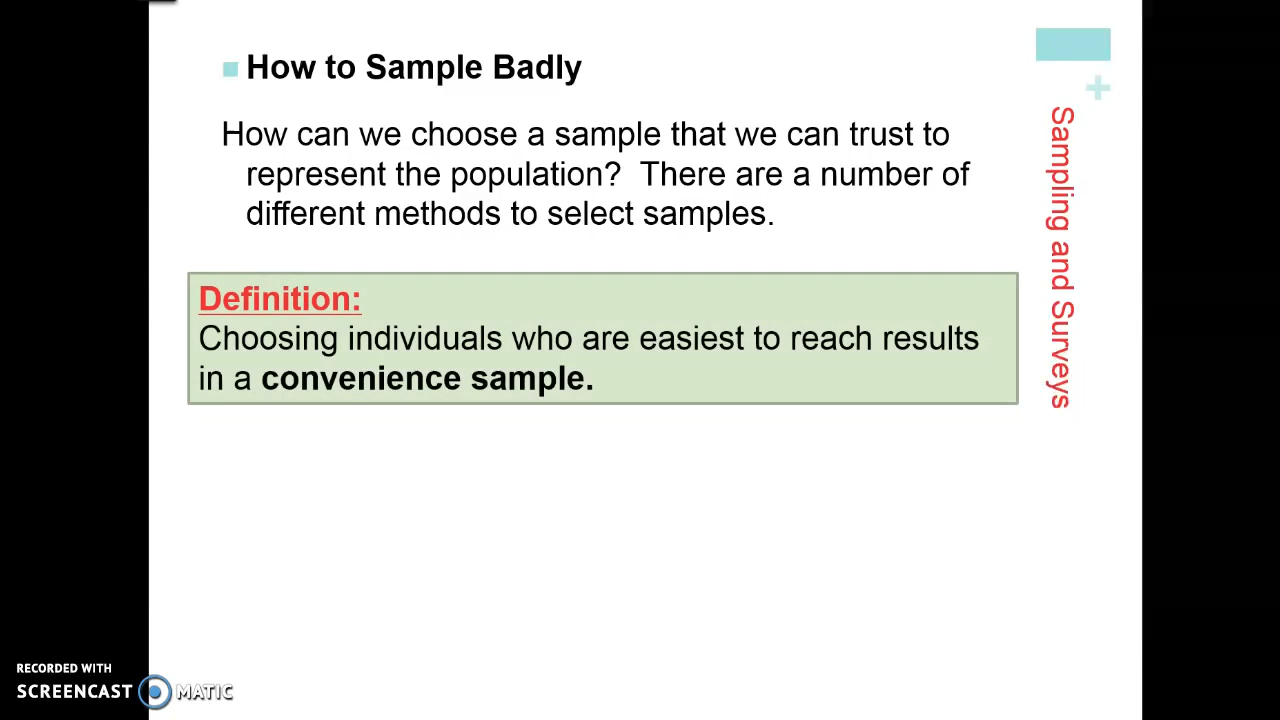 How to Sample Badly
How can we choose a sample that we can trust to
represent the population? There are a number of
different methods to select samples.
Definition:
Choosing individuals who are easiest to reach results
in a convenience sample.
+
Sampling and Surveys
RECORDED WITH
SCREENCAST MATIC